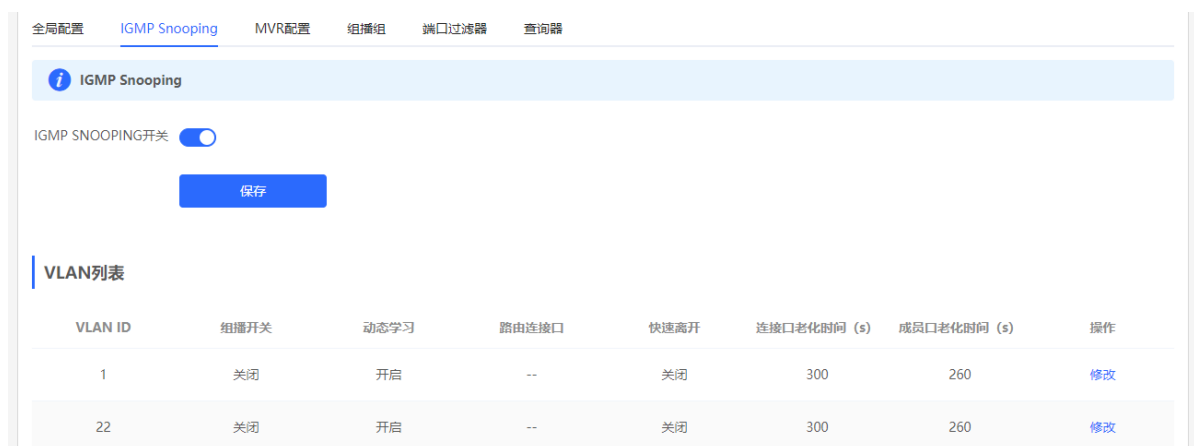 全局配置 IGMP Snooping MVR配置 组播组 端口过滤器 查询器
IGMP Snooping
IGMP SNOOPING开关
保存
VLAN列表
VLAN ID 组播开关 动态学习 路由连接口 快速离开 连接口老化时间（s） 成员口老化时间（s） 操作
1 关闭 开启 -- 关闭 300 260 修改
22 关闭 开启 -- 关闭 300 260 修改